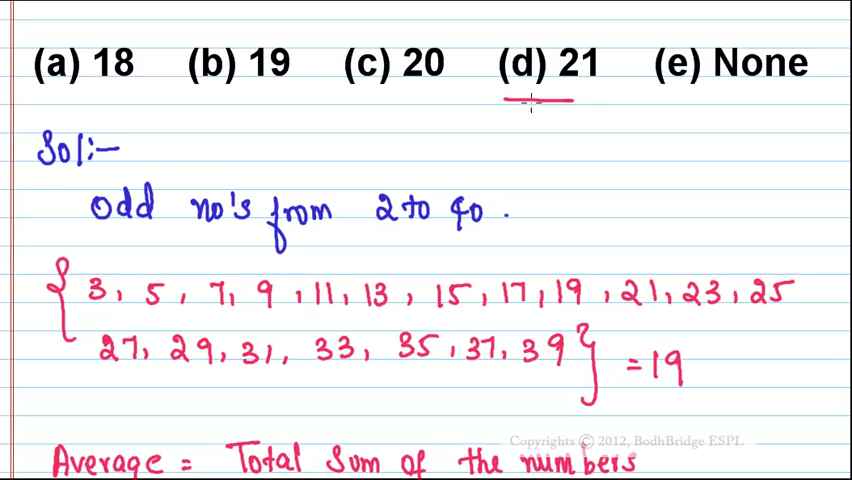 (a) 18 (b) 19 (c) 20 (d) 21 (e) None
Sol:-
Odd no's from 2 to 40.
{ 3, 5, 7, 9, 11, 13, 15, 17, 19, 21, 23, 25
27, 29, 31, 33, 35, 37, 39 } = 19
Copyrights © 2012, BodhBridge ESPL
Average = Total Sum of the numbers